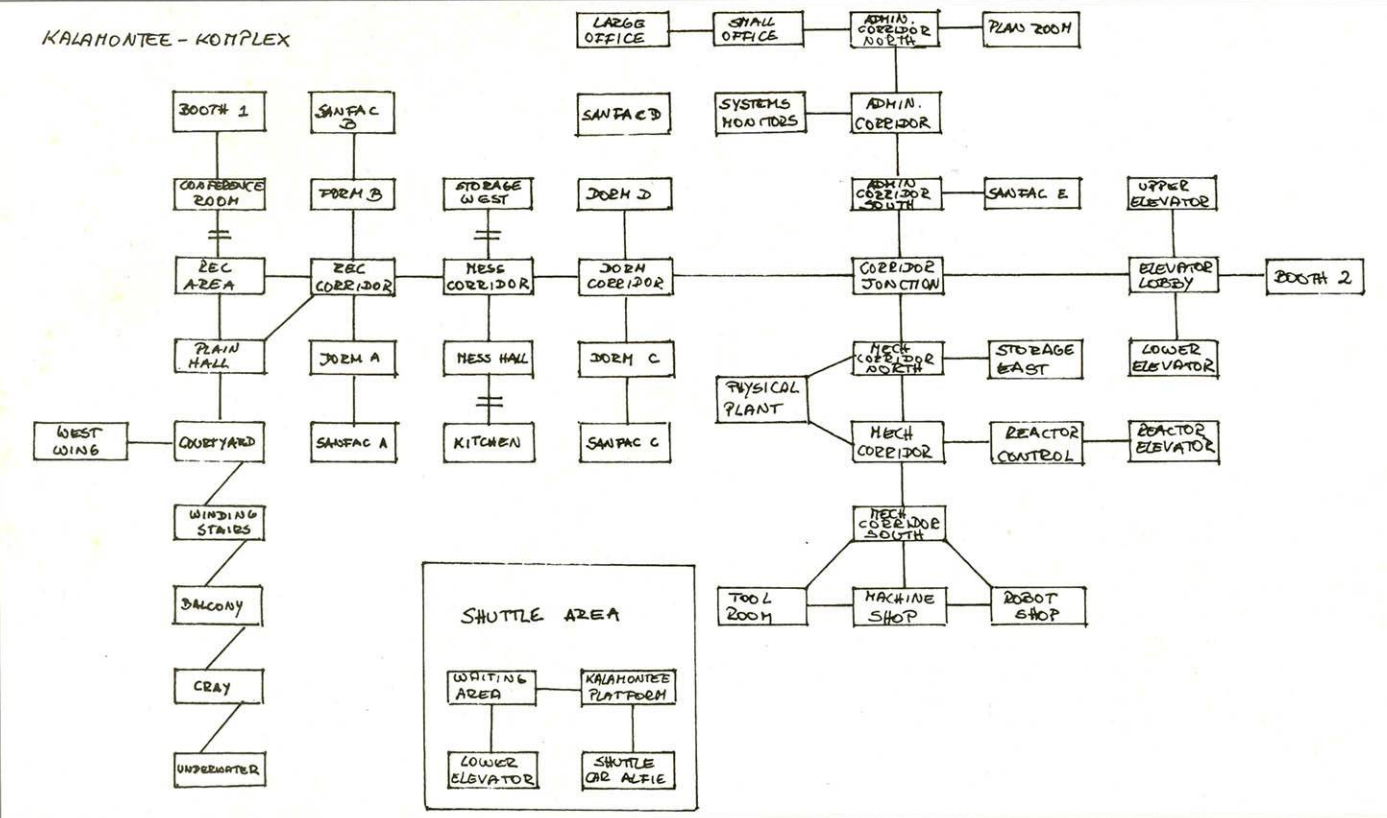 KALAMONTEE - KOMPLEX
LARGE
OFFICE
SMALL
OFFICE
ADMIN.
CORRIDOR
NORTH
PLAN ROOM
BOOTH 1
SANFAC
B
SANFAC D
SYSTEMS
MONITORS
ADMIN.
CORRIDOR
CONFERENCE
ROOM
FORM B
STORAGE
WEST
DORM D
ADMIN
CORRIDOR
SOUTH
SANFAC E
UPPER
ELEVATOR
REC
AREA
REC
CORRIDOR
MESS
CORRIDOR
DORM
CORRIDOR
CORRIDOR
JONCTION
ELEVATOR
LOBBY
BOOTH 2
PLAIN
HALL
DORM A
MESS HALL
DORM C
MECH
CORRIDOR
NORTH
STORAGE
EAST
LOWER
ELEVATOR
PHYSICAL
PLANT
WEST
WING
COURTYARD
SANFAC A
KITCHEN
SANFAC C
MECH
CORRIDOR
REACTOR
CONTROL
REACTOR
ELEVATOR
WINDING
STAIRS
MECH
CORRIDOR
SOUTH
BALCONY
SHUTTLE AREA
TOOL
ROOM
MACHINE
SHOP
ROBOT
SHOP
CRAY
WAITING
AREA
KALAMONTEE
PLATFORM
UNDERWATER
LOWER
ELEVATOR
SHUTTLE
CAR ALFIE